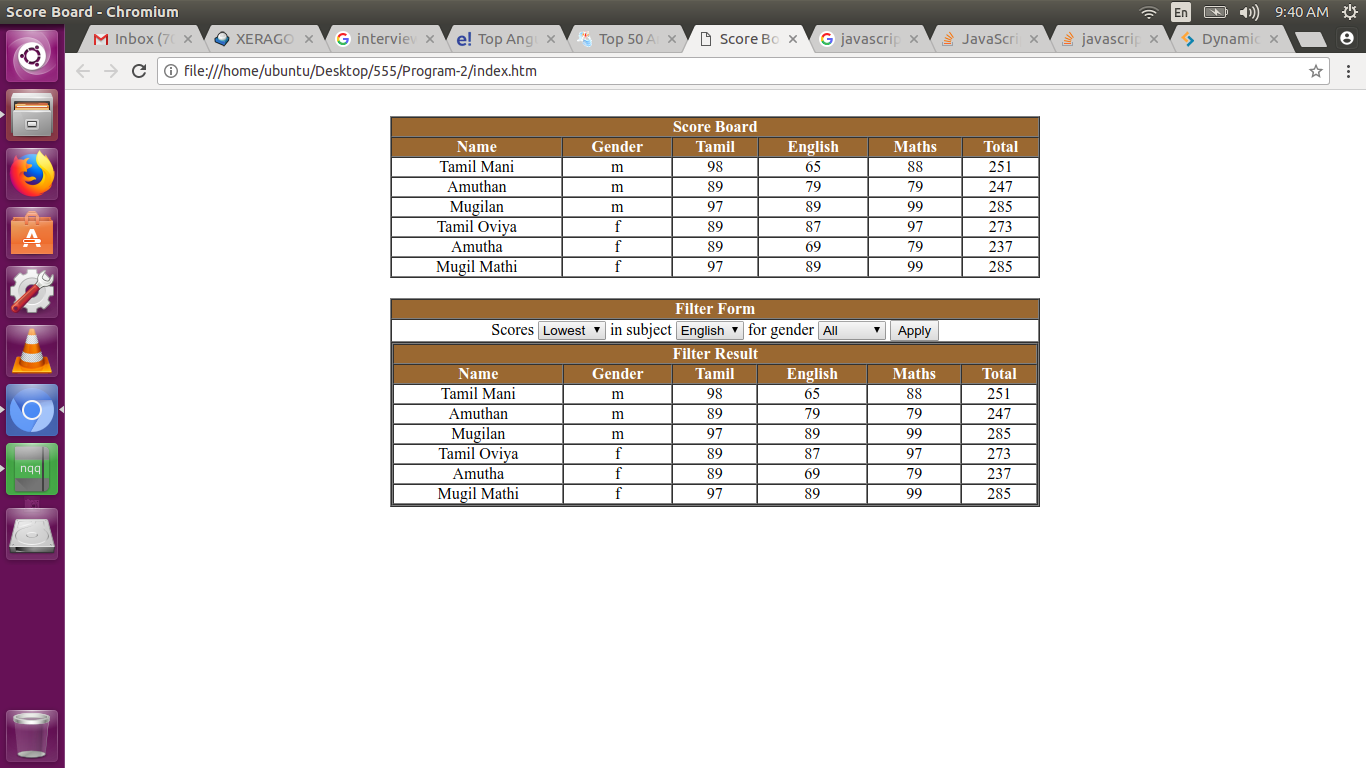 Score Board - Chromium
En
9:40 AM
Inbox (70
XERAGO
interview
Top Ang
Top 50 A
Score Bo
javascrip
JavaScri
javascrip
Dynamic
file:///home/ubuntu/Desktop/555/Program-2/index.htm
Score Board
Name Gender Tamil English Maths Total
Tamil Mani m 98 65 88 251
Amuthan m 89 79 79 247
Mugilan m 97 89 99 285
Tamil Oviya f 89 87 97 273
Amutha f 89 69 79 237
Mugil Mathi f 97 89 99 285
Filter Form
Scores Lowest in subject English for gender All Apply
Filter Result
Name Gender Tamil English Maths Total
Tamil Mani m 98 65 88 251
Amuthan m 89 79 79 247
Mugilan m 97 89 99 285
Tamil Oviya f 89 87 97 273
Amutha f 89 69 79 237
Mugil Mathi f 97 89 99 285
nqq